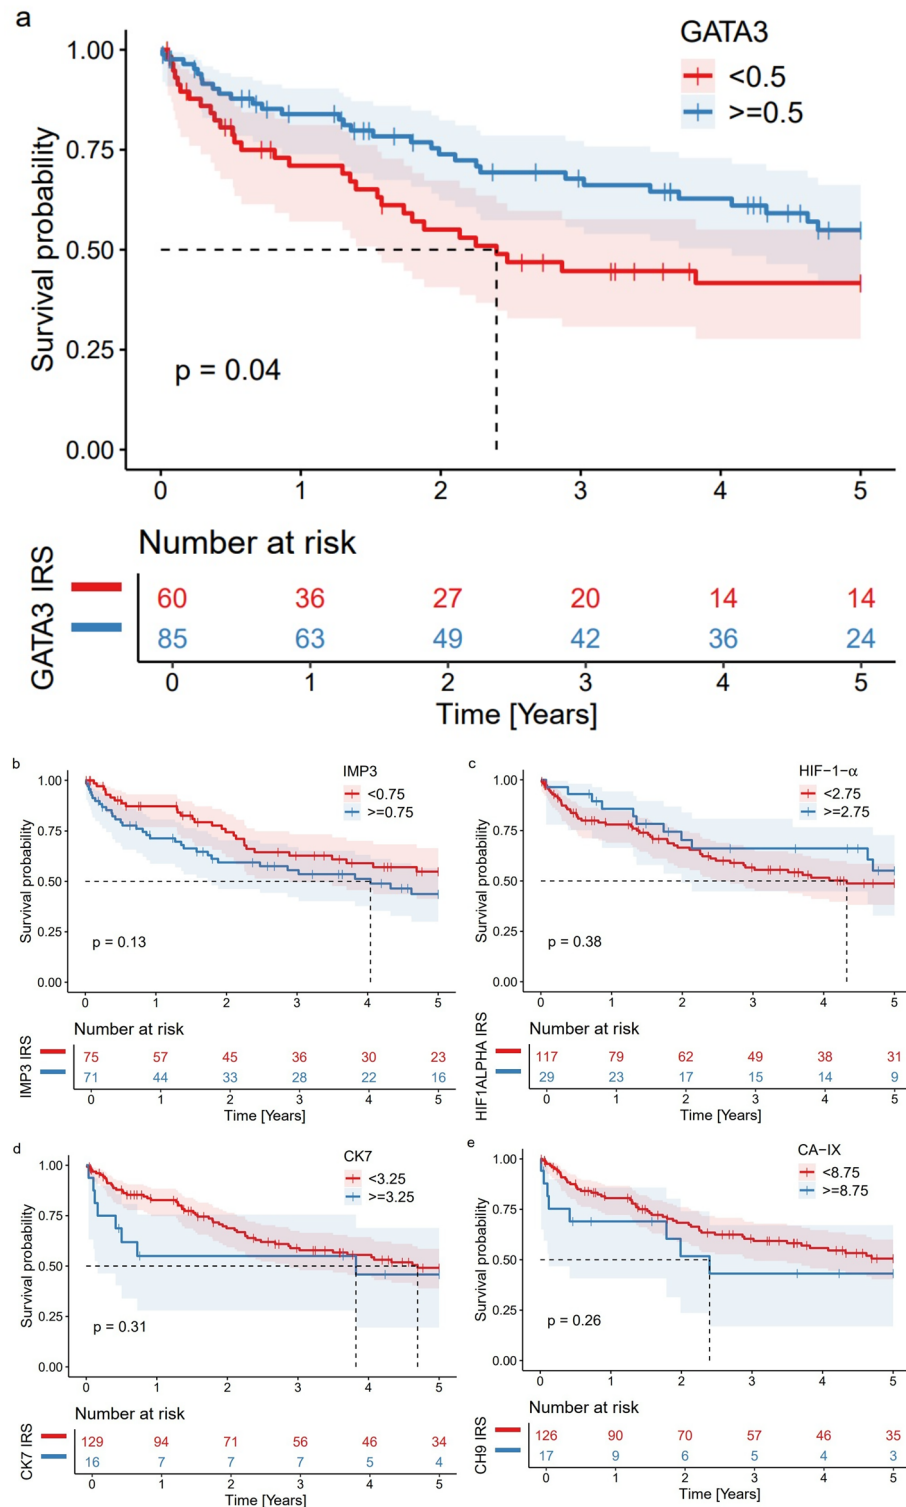 a
GATA3
<0.5
>=0.5
Survival probability
1.00
0.75
0.50
0.25
0.00
p = 0.04
0 1 2 3 4 5
Number at risk
GATA3 IRS
60 36 27 20 14 14
85 63 49 42 36 24
0 1 2 3 4 5
Time [Years]
b
IMP3
<0.75
>=0.75
Survival probability
1.00
0.75
0.50
0.25
0.00
p = 0.13
0 1 2 3 4 5
Number at risk
IMP3 IRS
75 57 45 36 30 23
71 44 33 28 22 16
0 1 2 3 4 5
Time [Years]
c
HIF−1−α
<2.75
>=2.75
Survival probability
1.00
0.75
0.50
0.25
0.00
p = 0.38
0 1 2 3 4 5
Number at risk
HIF1ALPHA IRS
117 79 62 49 38 31
29 23 17 15 14 9
0 1 2 3 4 5
Time [Years]
d
CK7
<3.25
>=3.25
Survival probability
1.00
0.75
0.50
0.25
0.00
p = 0.31
0 1 2 3 4 5
Number at risk
CK7 IRS
129 94 71 56 46 34
16 7 7 7 5 4
0 1 2 3 4 5
Time [Years]
e
CA−IX
<8.75
>=8.75
Survival probability
1.00
0.75
0.50
0.25
0.00
p = 0.26
0 1 2 3 4 5
Number at risk
CH9 IRS
126 90 70 57 46 35
17 9 6 5 4 3
0 1 2 3 4 5
Time [Years]